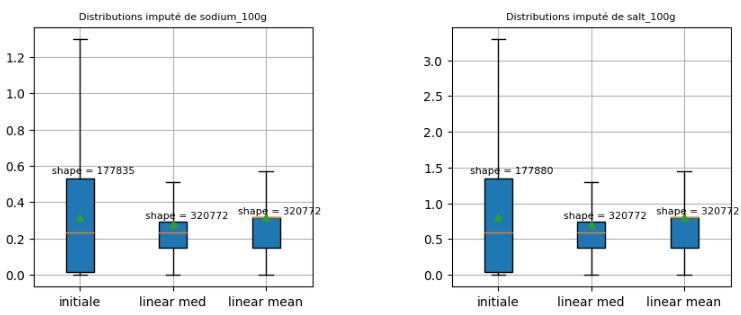 Distributions imputé de sodium_100g
1.2
1.0
0.8
0.6
0.4
0.2
0.0
shape = 177835
shape = 320772
shape = 320772
initiale
linear med
linear mean
Distributions imputé de salt_100g
3.0
2.5
2.0
1.5
1.0
0.5
0.0
shape = 177880
shape = 320772
shape = 320772
initiale
linear med
linear mean